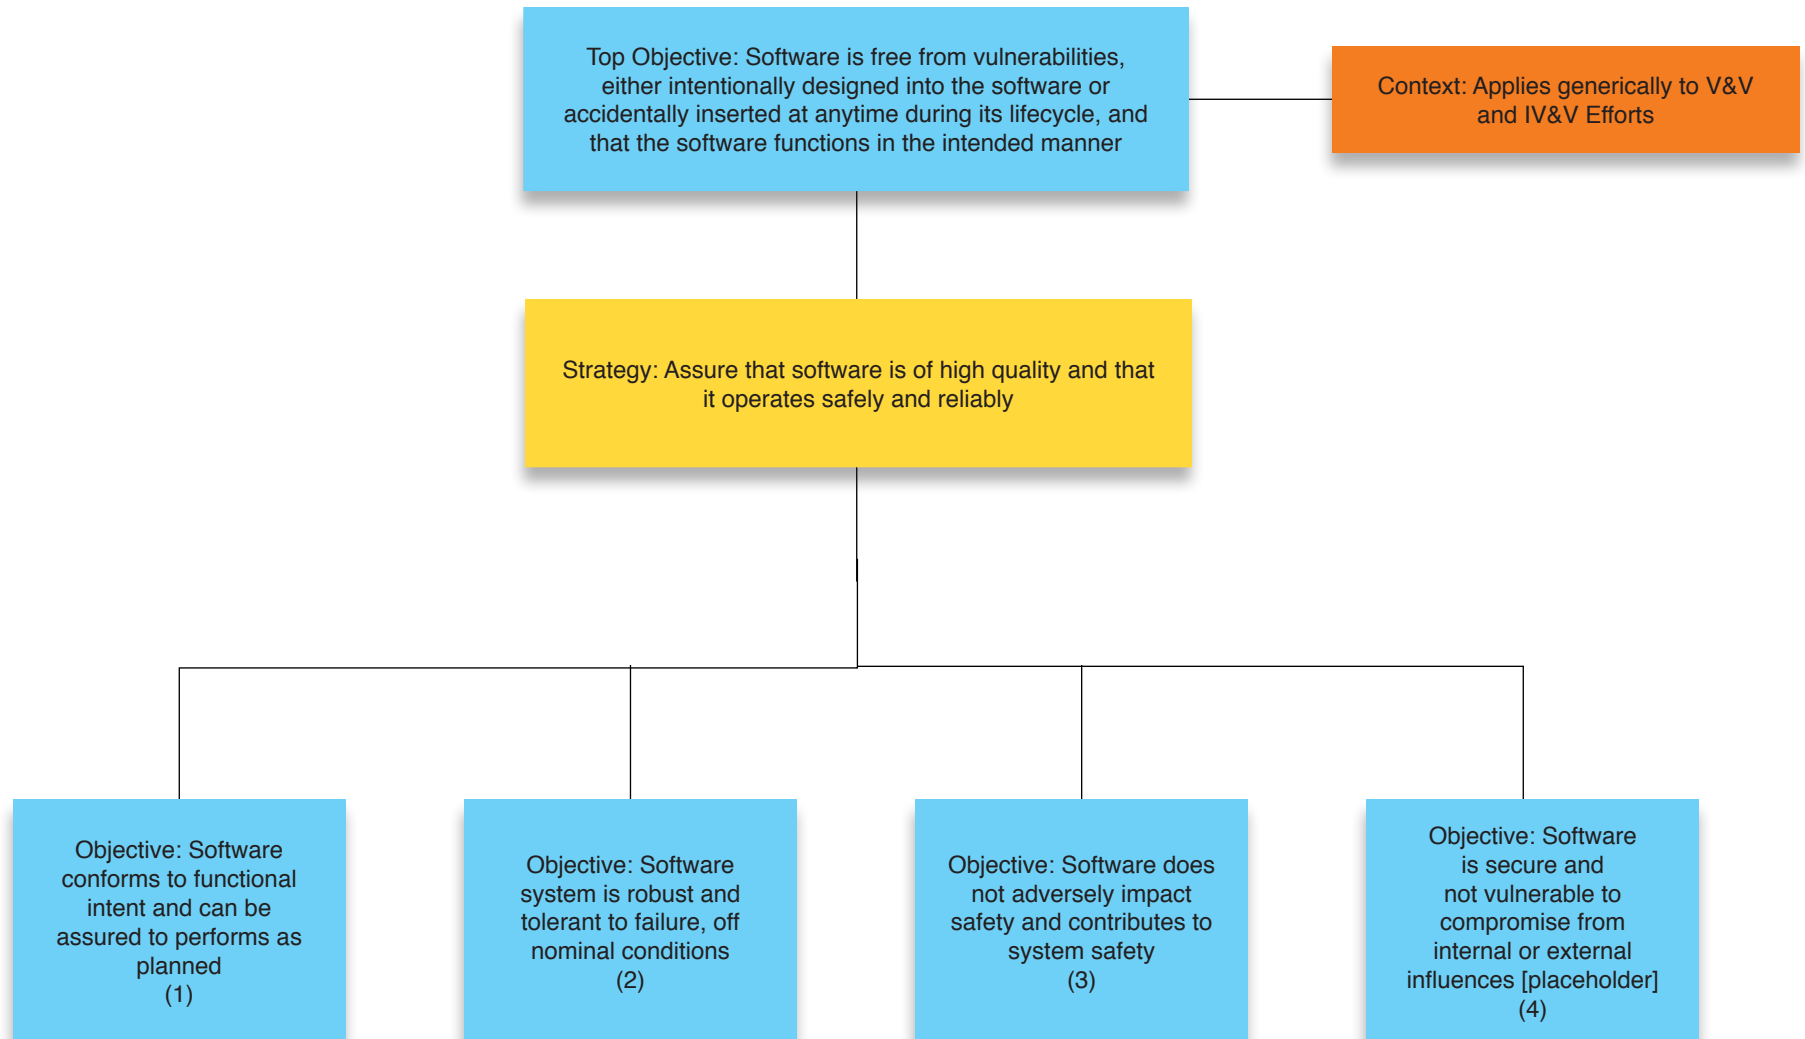 Top Objective: Software is free from vulnerabilities,
either intentionally designed into the software or
accidentally inserted at anytime during its lifecycle, and
that the software functions in the intended manner
Context: Applies generically to V&V
and IV&V Efforts
Strategy: Assure that software is of high quality and that
it operates safely and reliably
Objective: Software
conforms to functional
intent and can be
assured to performs as
planned
(1)
Objective: Software
system is robust and
tolerant to failure, off
nominal conditions
(2)
Objective: Software does
not adversely impact
safety and contributes to
system safety
(3)
Objective: Software
is secure and
not vulnerable to
compromise from
internal or external
influences [placeholder]
(4)